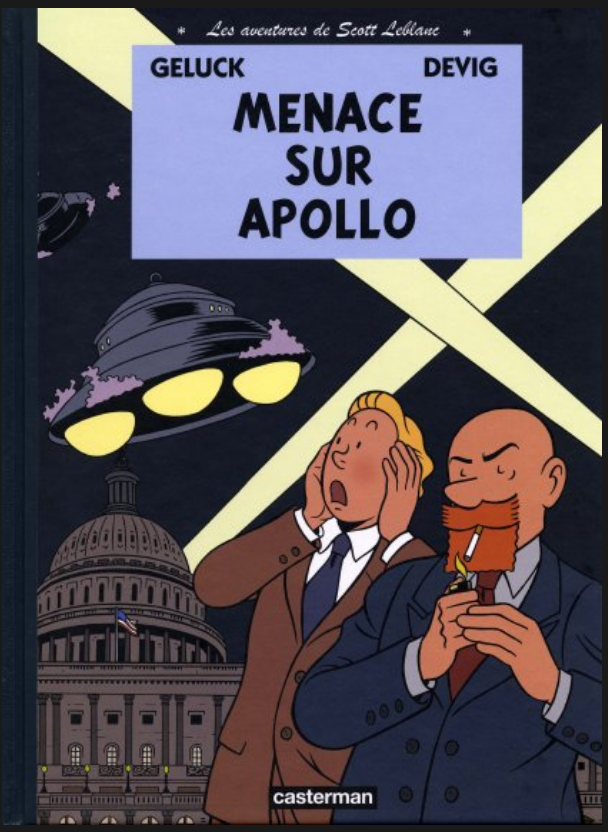 * Les aventures de Scott Leblanc *
GELUCK DEVIG
MENACE
SUR
APOLLO
casterman